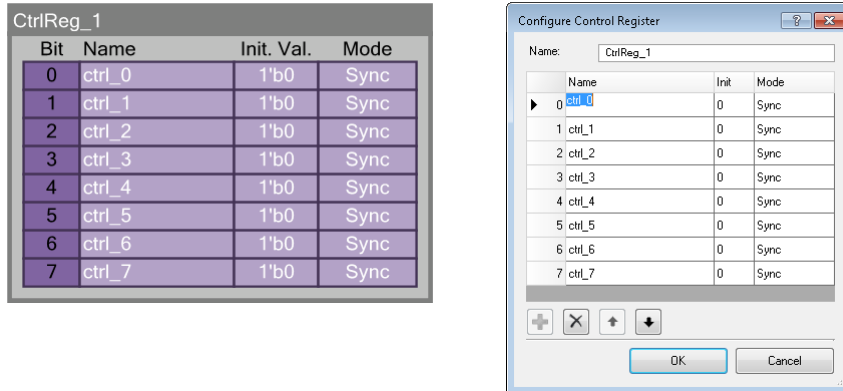 CtrlReg_1
Bit Name Init. Val. Mode
0 ctrl_0 1'b0 Sync
1 ctrl_1 1'b0 Sync
2 ctrl_2 1'b0 Sync
3 ctrl_3 1'b0 Sync
4 ctrl_4 1'b0 Sync
5 ctrl_5 1'b0 Sync
6 ctrl_6 1'b0 Sync
7 ctrl_7 1'b0 Sync
Configure Control Register
Name: CtrlReg_1
Name Init Mode
0 ctrl_0 0 Sync
1 ctrl_1 0 Sync
2 ctrl_2 0 Sync
3 ctrl_3 0 Sync
4 ctrl_4 0 Sync
5 ctrl_5 0 Sync
6 ctrl_6 0 Sync
7 ctrl_7 0 Sync
OK Cancel